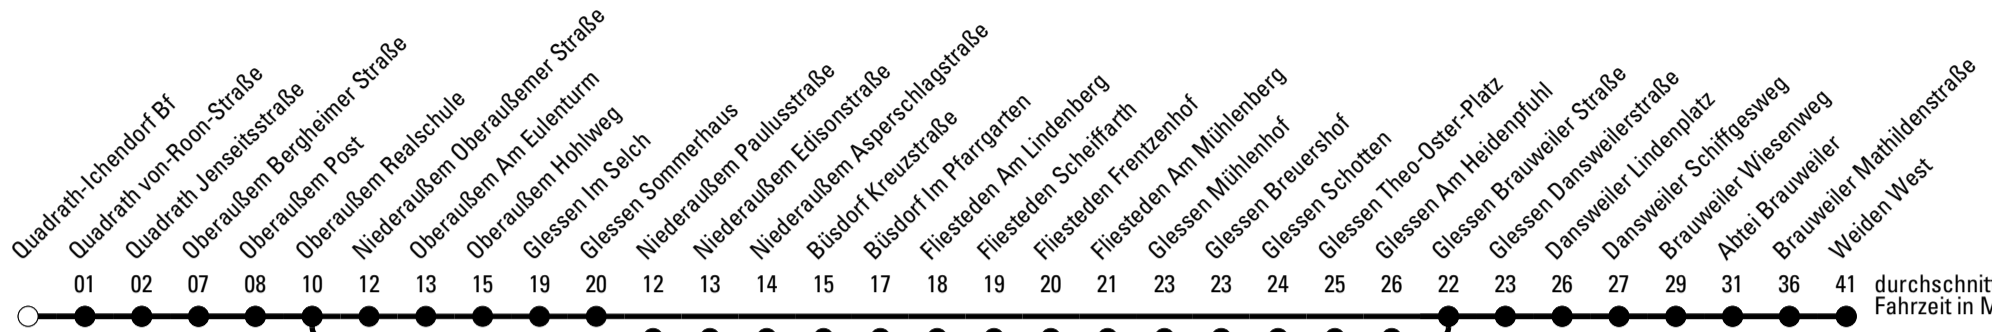 Quadrath-Ichendorf Bf
Quadrath von-Roon-Straße
Quadrath Jenseitsstraße
Oberaußem Bergheimer Straße
Oberaußem Post
Oberaußem Realschule
Niederaußem Oberaußemer Straße
Oberaußem Am Eulenturm
Oberaußem Hohlweg
Glessen Im Selch
Glessen Sommerhaus
Niederaußem Paulusstraße
Niederaußem Edisonstraße
Niederaußem Asperschlagstraße
Büsdorf Kreuzstraße
Büsdorf Im Pfarrgarten
Fliesteden Am Lindenberg
Fliesteden Scheiffarth
Fliesteden Frentzenhof
Fliesteden Am Mühlenberg
Glessen Mühlenhof
Glessen Breuershof
Glessen Schotten
Glessen Theo-Oster-Platz
Glessen Am Heidenpfuhl
Glessen Brauweiler Straße
Glessen Dansweilerstraße
Dansweiler Lindenplatz
Dansweiler Schiffgesweg
Brauweiler Wiesenweg
Abtei Brauweiler
Brauweiler Mathildenstraße
Weiden West
01 02 07 08 10 12 13 15 19 20 12 13 14 15 17 18 19 20 21 23 23 24 25 26 22 23 26 27 29 31 36 41 durchschnitt
Fahrzeit in M